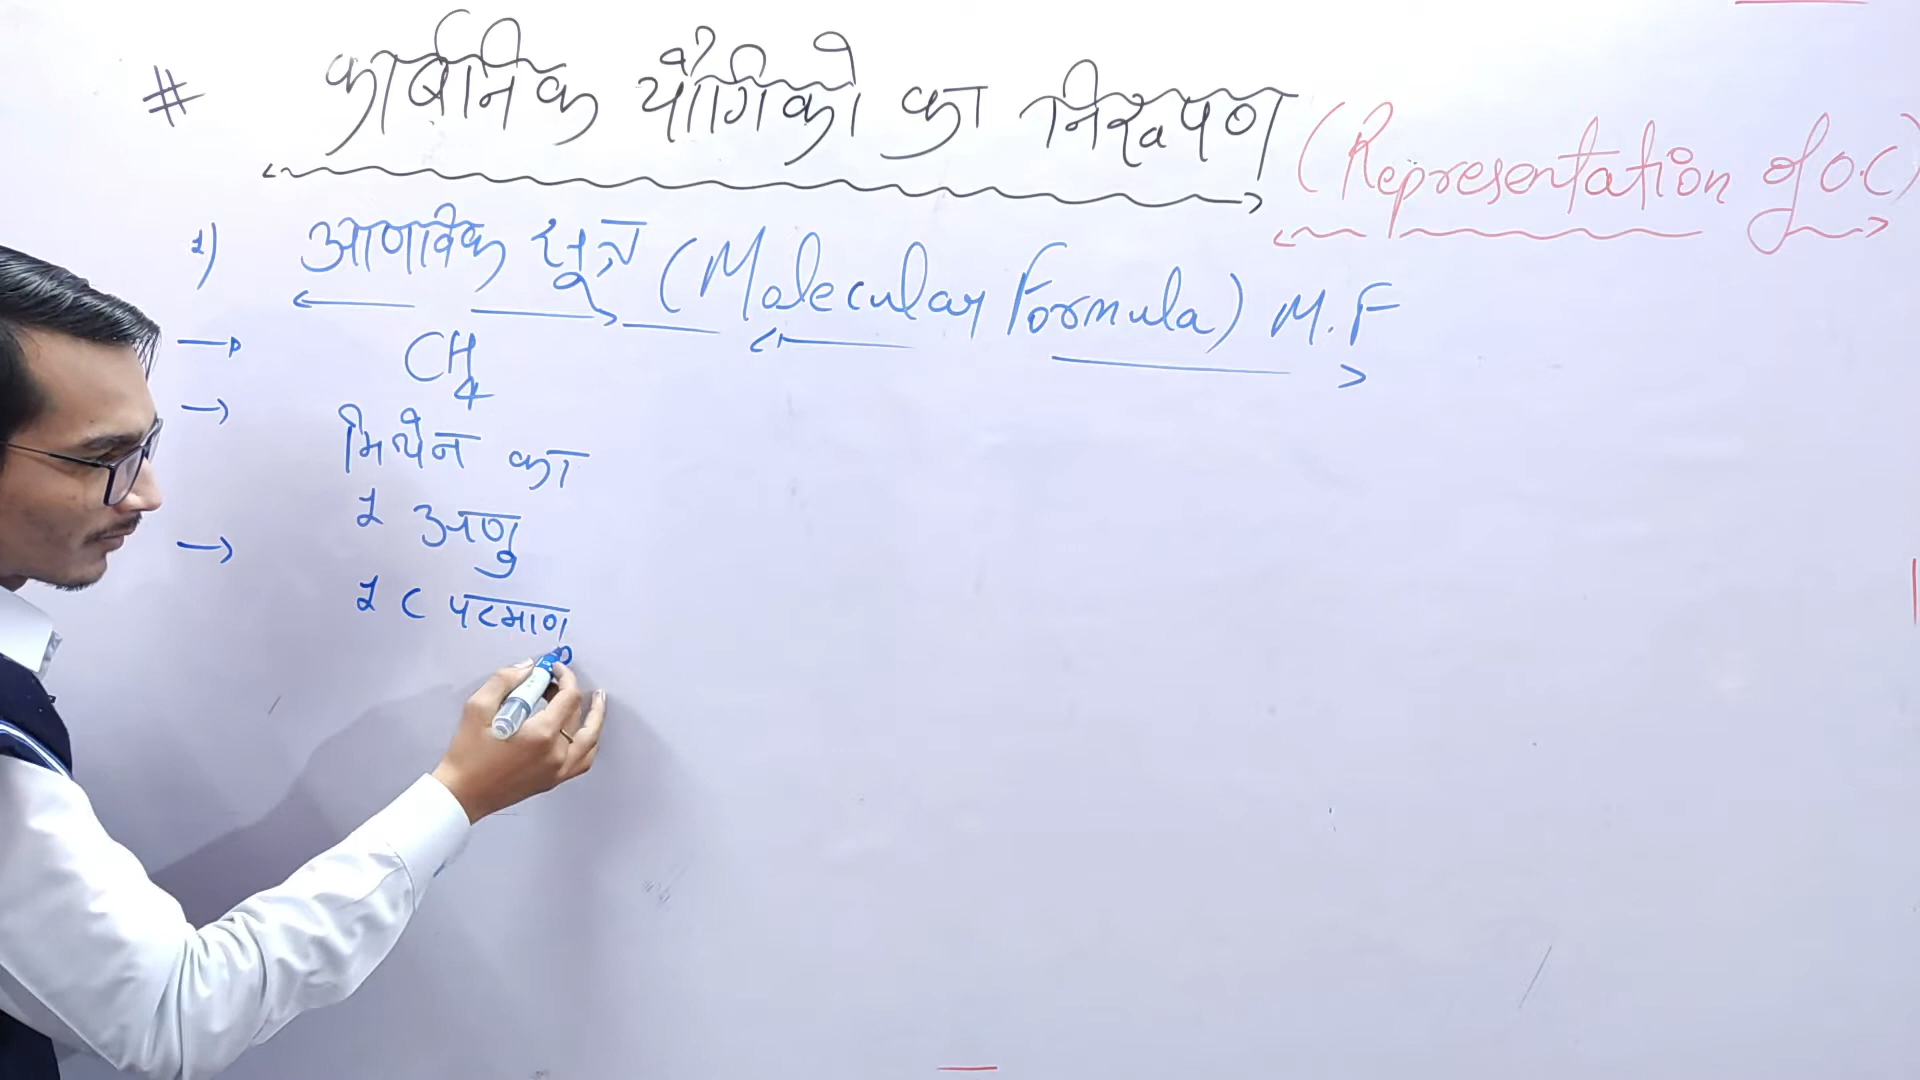 # कार्बनिक यौगिको का निरूपण (Representation of O.C)
1) आणविक सूत्र (Molecular Formula) M.F
→ CH4
→ मिथेन का
1 अणु
→ 1 C परमाणु